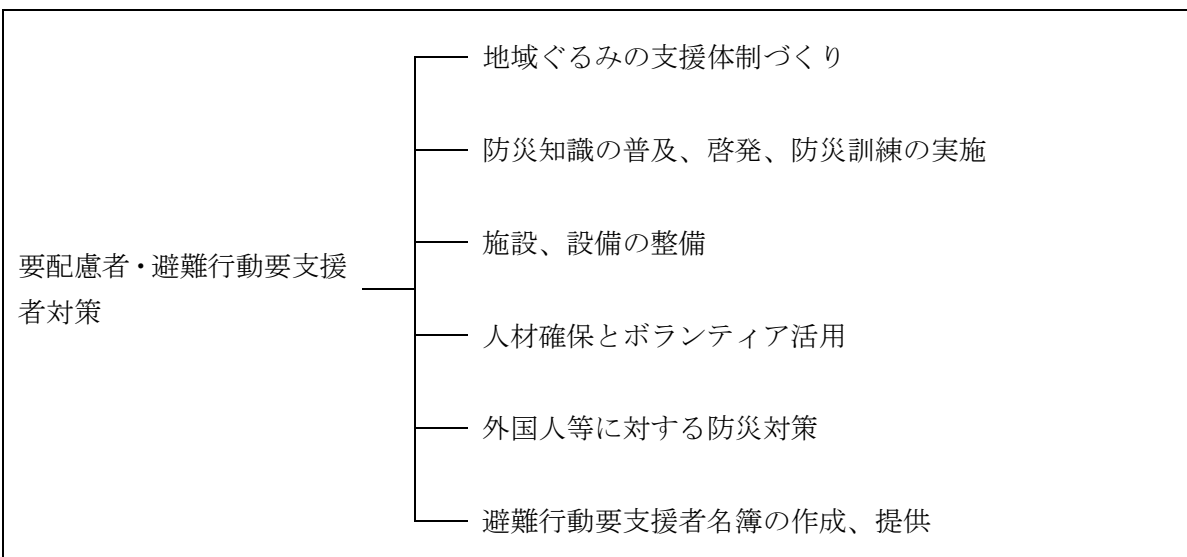 地域ぐるみの支援体制づくり
防災知識の普及、啓発、防災訓練の実施
施設、設備の整備
要配慮者・避難行動要支援
者対策
人材確保とボランティア活用
外国人等に対する防災対策
避難行動要支援者名簿の作成、提供